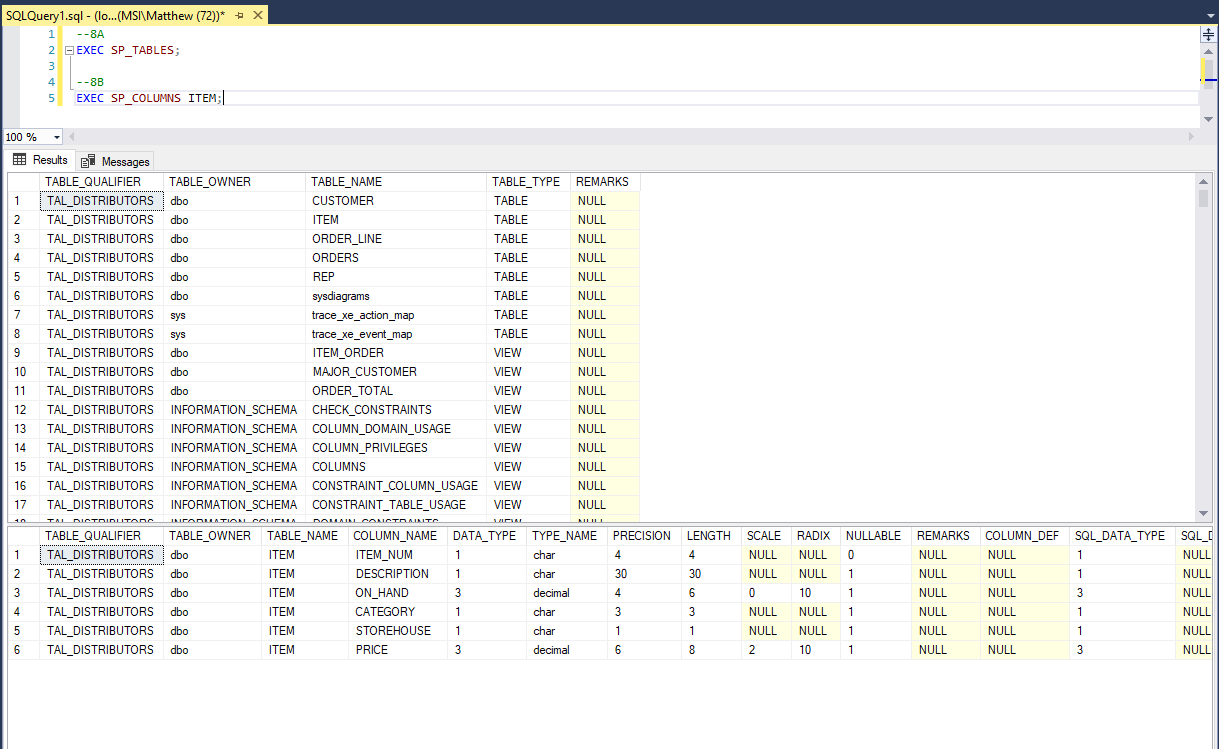 SQLQuery1.sql - (lo...(MSI\Matthew (72))*
1 --8A
2 EXEC SP_TABLES;
3
4 --8B
5 EXEC SP_COLUMNS ITEM;
100 %
Results Messages
TABLE_QUALIFIER TABLE_OWNER TABLE_NAME TABLE_TYPE REMARKS
1 TAL_DISTRIBUTORS dbo CUSTOMER TABLE NULL
2 TAL_DISTRIBUTORS dbo ITEM TABLE NULL
3 TAL_DISTRIBUTORS dbo ORDER_LINE TABLE NULL
4 TAL_DISTRIBUTORS dbo ORDERS TABLE NULL
5 TAL_DISTRIBUTORS dbo REP TABLE NULL
6 TAL_DISTRIBUTORS dbo sysdiagrams TABLE NULL
7 TAL_DISTRIBUTORS sys trace_xe_action_map TABLE NULL
8 TAL_DISTRIBUTORS sys trace_xe_event_map TABLE NULL
9 TAL_DISTRIBUTORS dbo ITEM_ORDER VIEW NULL
10 TAL_DISTRIBUTORS dbo MAJOR_CUSTOMER VIEW NULL
11 TAL_DISTRIBUTORS dbo ORDER_TOTAL VIEW NULL
12 TAL_DISTRIBUTORS INFORMATION_SCHEMA CHECK_CONSTRAINTS VIEW NULL
13 TAL_DISTRIBUTORS INFORMATION_SCHEMA COLUMN_DOMAIN_USAGE VIEW NULL
14 TAL_DISTRIBUTORS INFORMATION_SCHEMA COLUMN_PRIVILEGES VIEW NULL
15 TAL_DISTRIBUTORS INFORMATION_SCHEMA COLUMNS VIEW NULL
16 TAL_DISTRIBUTORS INFORMATION_SCHEMA CONSTRAINT_COLUMN_USAGE VIEW NULL
17 TAL_DISTRIBUTORS INFORMATION_SCHEMA CONSTRAINT_TABLE_USAGE VIEW NULL
18 TAL_DISTRIBUTORS INFORMATION_SCHEMA DOMAIN_CONSTRAINTS VIEW NULL
TABLE_QUALIFIER TABLE_OWNER TABLE_NAME COLUMN_NAME DATA_TYPE TYPE_NAME PRECISION LENGTH SCALE RADIX NULLABLE REMARKS COLUMN_DEF SQL_DATA_TYPE SQL_D
1 TAL_DISTRIBUTORS dbo ITEM ITEM_NUM 1 char 4 4 NULL NULL 0 NULL NULL 1 NULL
2 TAL_DISTRIBUTORS dbo ITEM DESCRIPTION 1 char 30 30 NULL NULL 1 NULL NULL 1 NULL
3 TAL_DISTRIBUTORS dbo ITEM ON_HAND 3 decimal 4 6 0 10 1 NULL NULL 3 NULL
4 TAL_DISTRIBUTORS dbo ITEM CATEGORY 1 char 3 3 NULL NULL 1 NULL NULL 1 NULL
5 TAL_DISTRIBUTORS dbo ITEM STOREHOUSE 1 char 1 1 NULL NULL 1 NULL NULL 1 NULL
6 TAL_DISTRIBUTORS dbo ITEM PRICE 3 decimal 6 8 2 10 1 NULL NULL 3 NULL